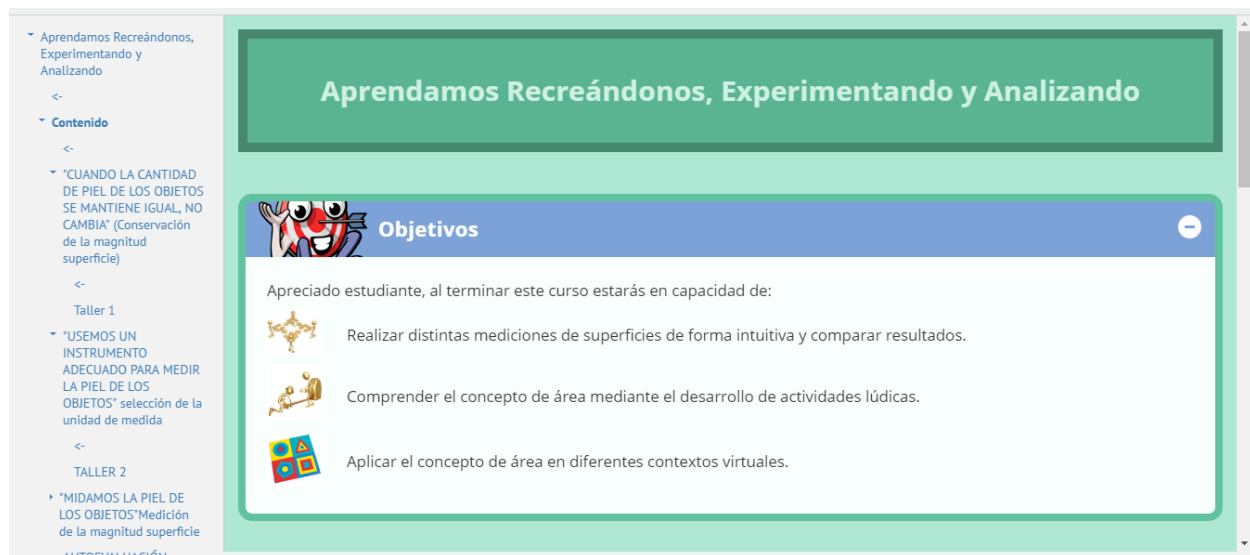 Aprendamos Recreándonos,
Experimentando y
Analizando
<-
Contenido
<-
"CUANDO LA CANTIDAD
DE PIEL DE LOS OBJETOS
SE MANTIENE IGUAL, NO
CAMBIA" (Conservación
de la magnitud
superficie)
<-
Taller 1
"USEMOS UN
INSTRUMENTO
ADECUADO PARA MEDIR
LA PIEL DE LOS
OBJETOS" selección de la
unidad de medida
<-
TALLER 2
"MIDAMOS LA PIEL DE
LOS OBJETOS"Medición
de la magnitud superficie
AUTOEVALUACIÓN
Aprendamos Recreándonos, Experimentando y Analizando
Objetivos
Apreciado estudiante, al terminar este curso estarás en capacidad de:
Realizar distintas mediciones de superficies de forma intuitiva y comparar resultados.
Comprender el concepto de área mediante el desarrollo de actividades lúdicas.
Aplicar el concepto de área en diferentes contextos virtuales.